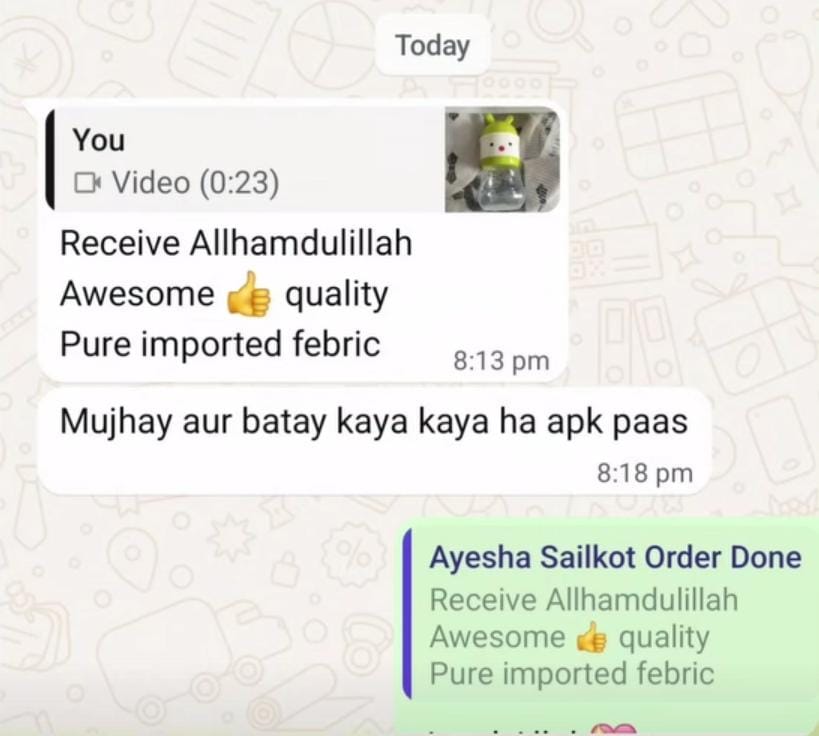 Today
You
Video (0:23)
Receive Allhamdulillah
Awesome 👍 quality
Pure imported febric
8:13 pm
Mujhay aur batay kaya kaya ha apk paas
8:18 pm
Ayesha Sailkot Order Done
Receive Allhamdulillah
Awesome 👍 quality
Pure imported febric